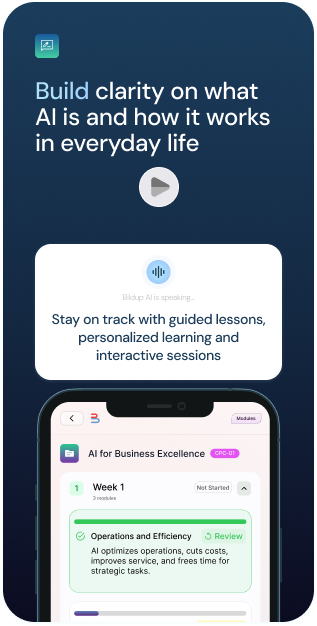 Build clarity on what
AI is and how it works
in everyday life
Bildup AI is speaking...
Stay on track with guided lessons,
personalized learning and
interactive sessions
Modules
AI for Business Excellence CPC-01
1 Week 1 Not Started
3 modules
Operations and Efficiency Review
AI optimizes operations, cuts costs,
improves service, and frees time for
strategic tasks.